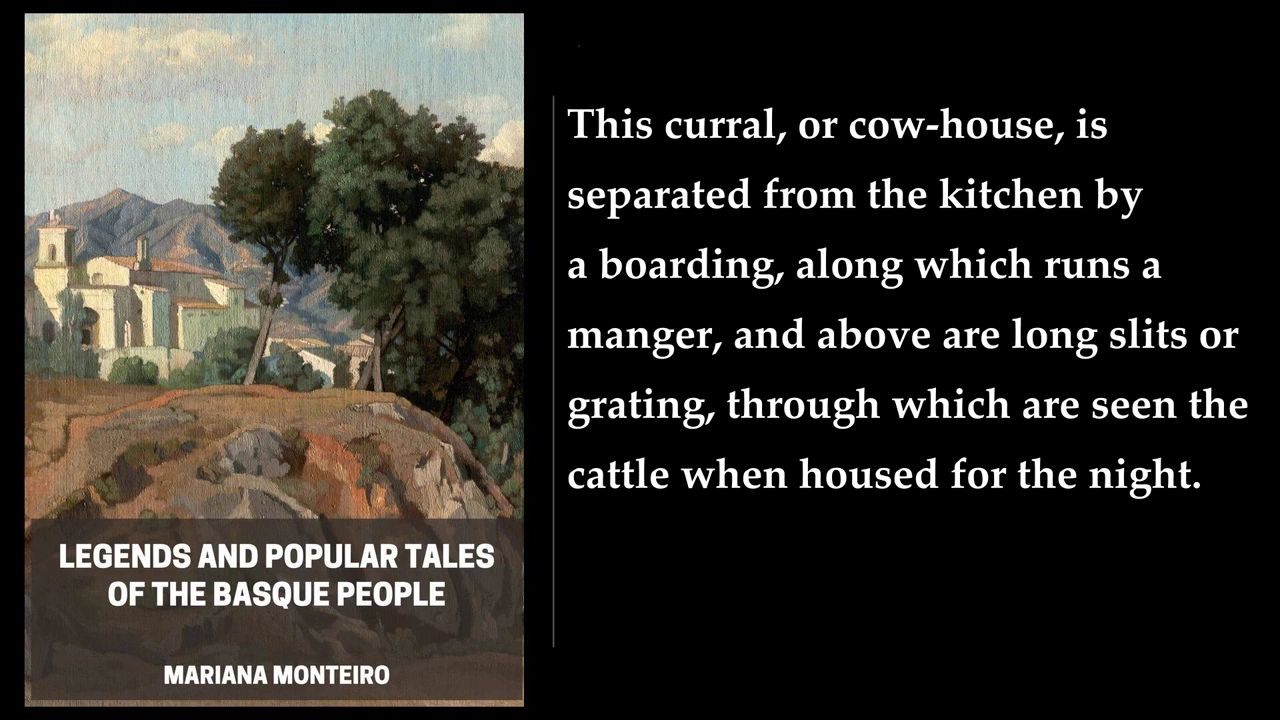 This curral, or cow-house, is
separated from the kitchen by
a boarding, along which runs a
manger, and above are long slits or
grating, through which are seen the
cattle when housed for the night.
LEGENDS AND POPULAR TALES
OF THE BASQUE PEOPLE
MARIANA MONTEIRO